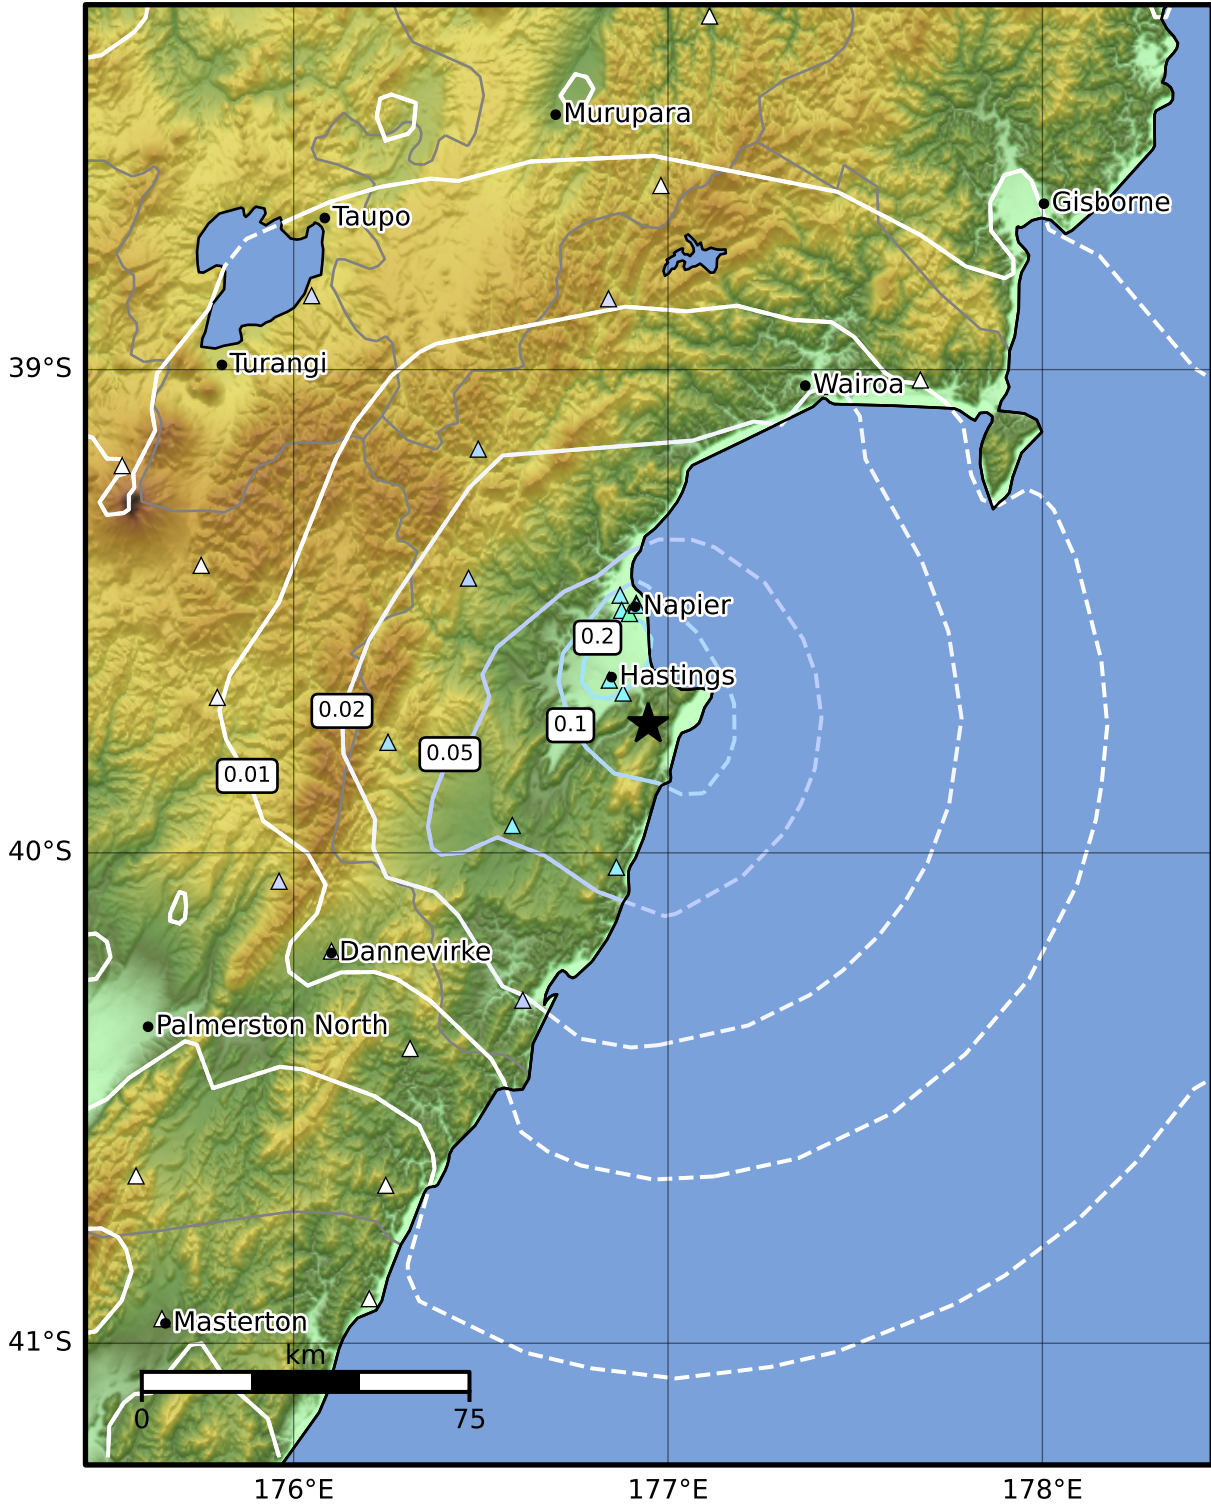 Murupara
Gisborne
Taupo
Turangi
39°S
Wairoa
Napier
0.2
Hastings
0.02
0.1
0.05
0.01
40°S
Dannevirke
Palmerston North
Masterton
41°S
km
0 75
176°E 177°E 178°E